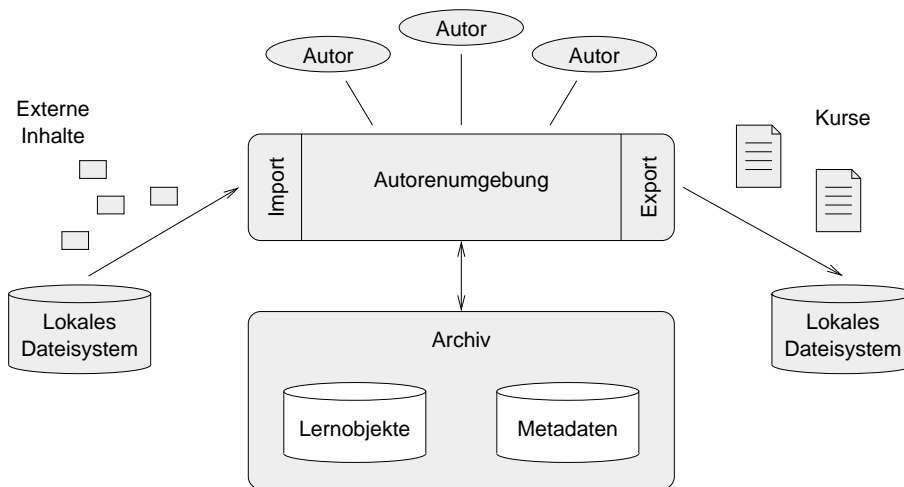 Autor
Autor
Autor
Externe
Inhalte
Kurse
Import
Autorenumgebung
Export
Lokales
Dateisystem
Archiv
Lernobjekte
Metadaten
Lokales
Dateisystem